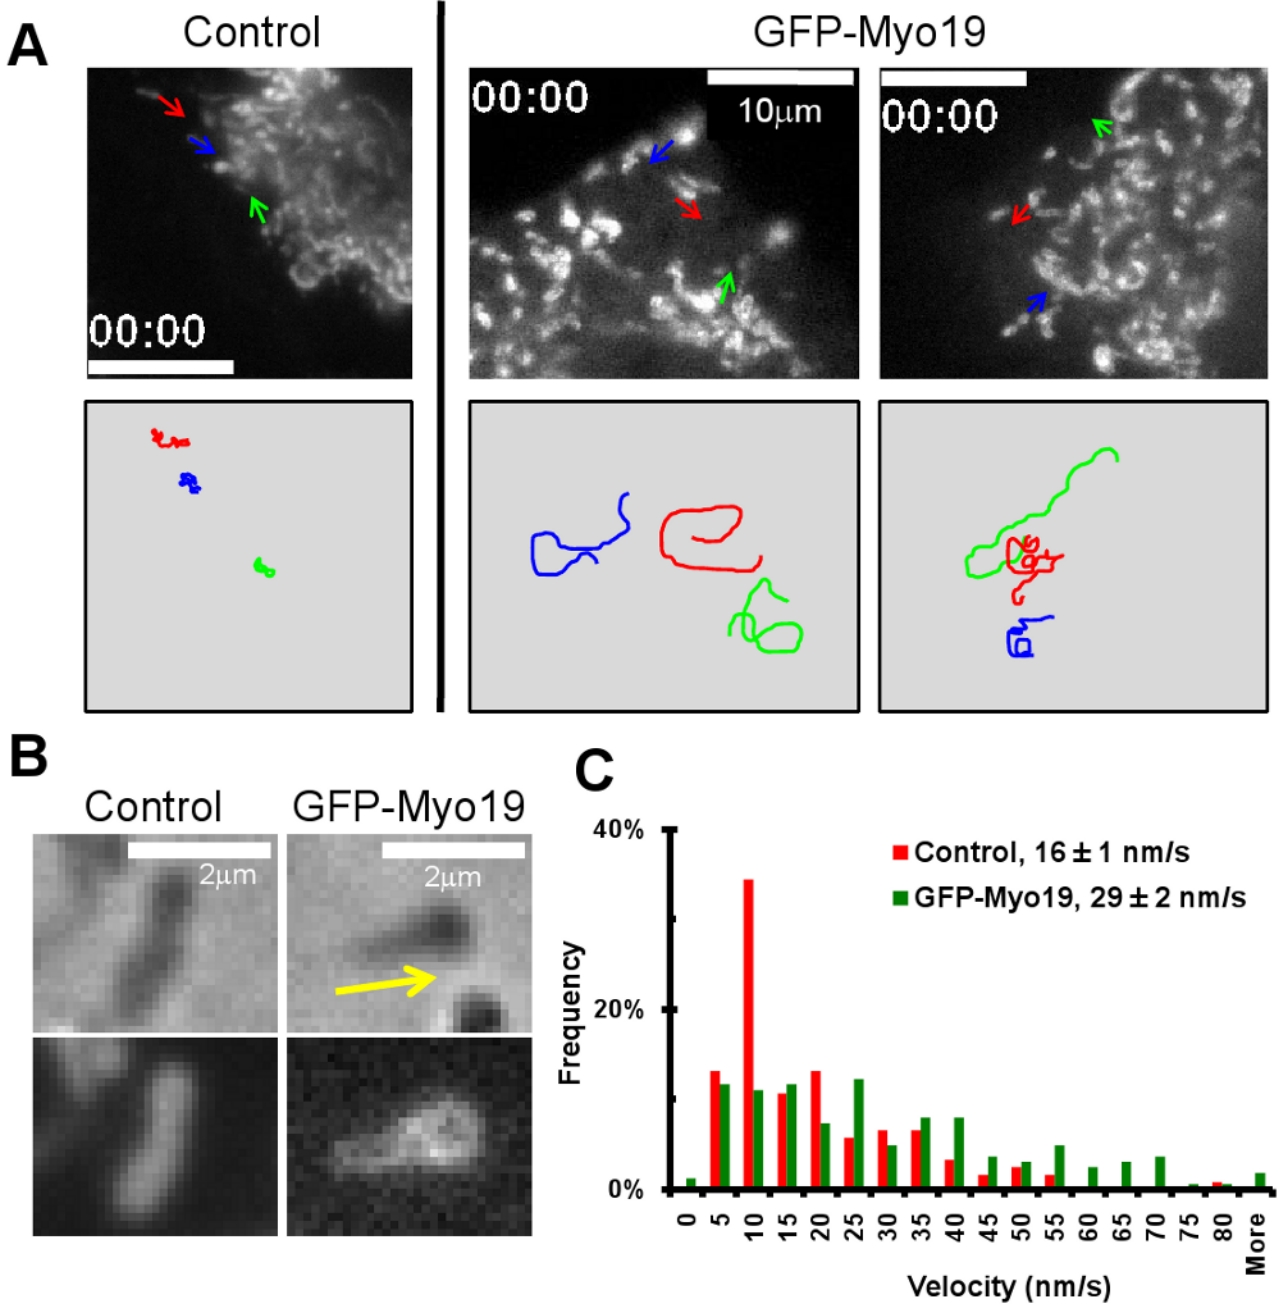 A
Control
GFP-Myo19
00:00
00:00
10μm
00:00
B
Control
GFP-Myo19
2μm
2μm
C
40%
20%
0%
Frequency
Control, 16 ± 1 nm/s
GFP-Myo19, 29 ± 2 nm/s
0 5 10 15 20 25 30 35 40 45 50 55 60 65 70 75 80 More
Velocity (nm/s)